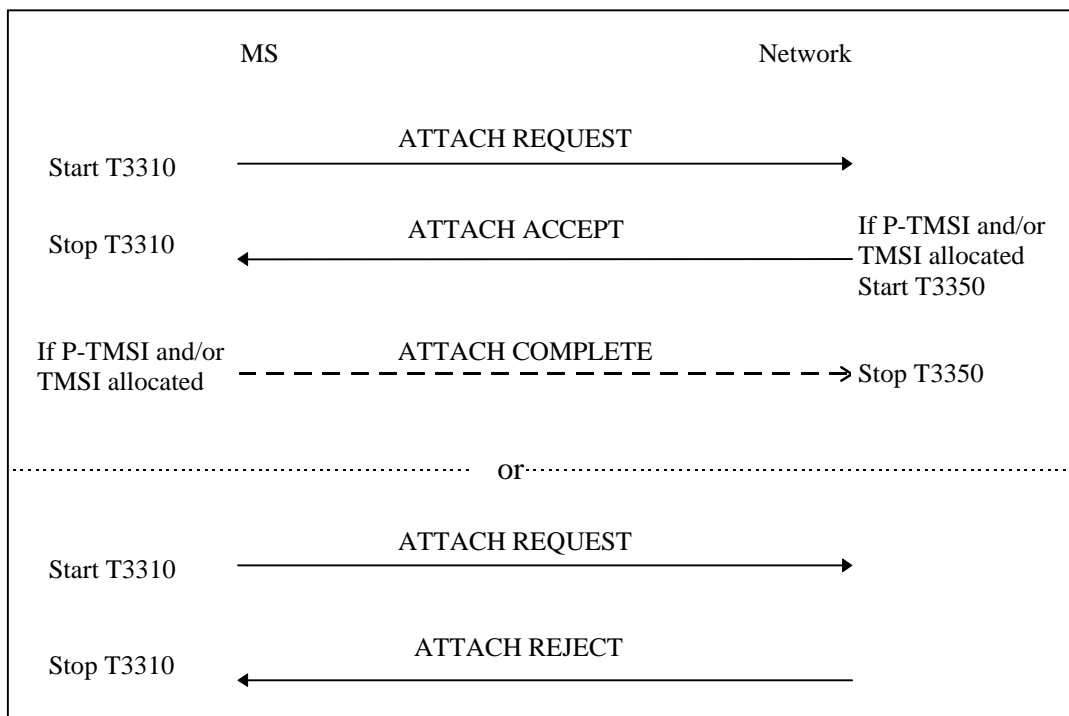 MS Network
ATTACH REQUEST
Start T3310
ATTACH ACCEPT
Stop T3310
If P-TMSI and/or
TMSI allocated
Start T3350
If P-TMSI and/or
TMSI allocated
ATTACH COMPLETE
Stop T3350
or
ATTACH REQUEST
Start T3310
ATTACH REJECT
Stop T3310